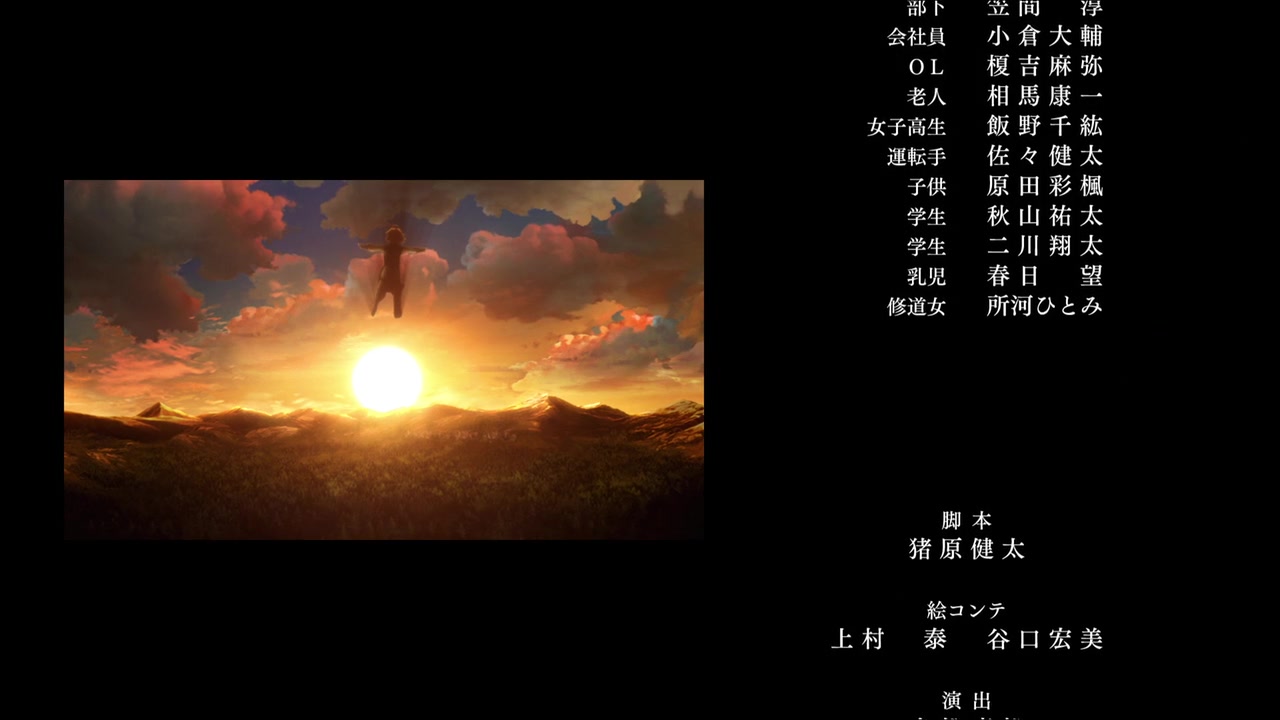 部下 笠間 淳
会社員 小倉大輔
OL 榎吉麻弥
老人 相馬康一
女子高生 飯野千紘
運転手 佐々健太
子供 原田彩楓
学生 秋山祐太
学生 二川翔太
乳児 春日 望
修道女 所河ひとみ
脚本
猪原健太
絵コンテ
上村 泰 谷口宏美
演出